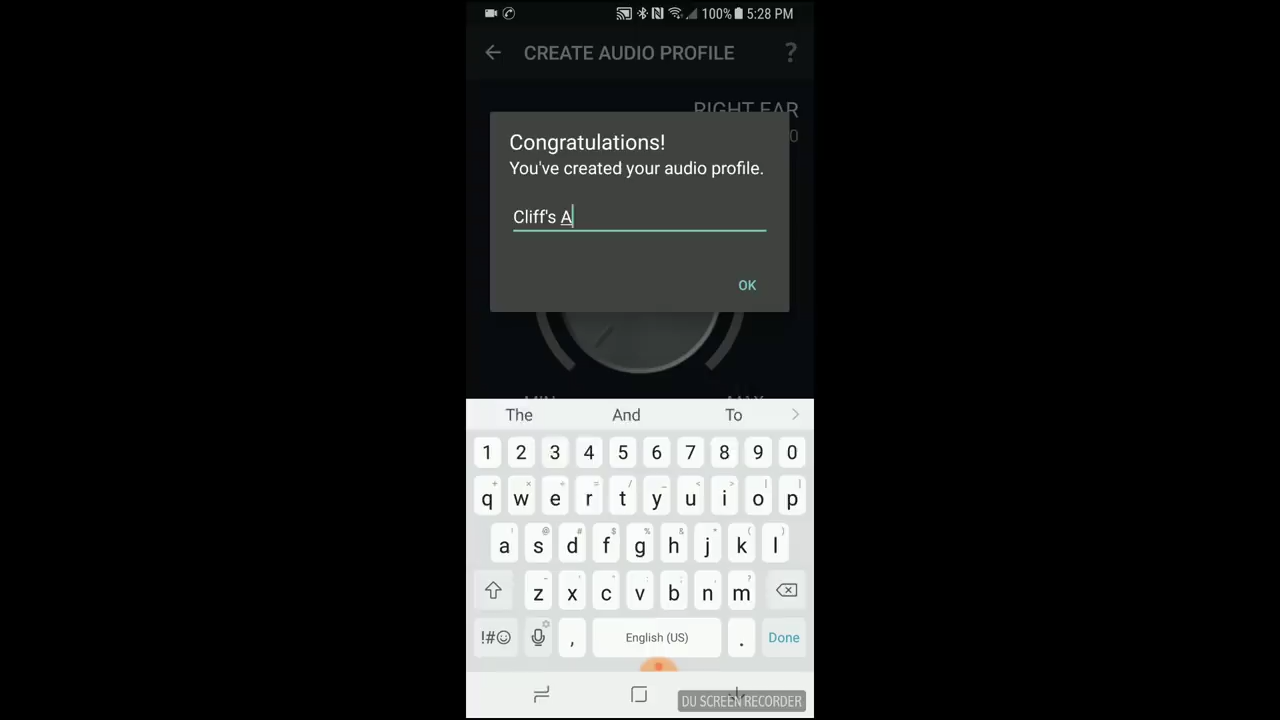 100% 5:28 PM
CREATE AUDIO PROFILE ?
RIGHT EAR
0
Congratulations!
You've created your audio profile.
Cliff's A
OK
MIN MAX
The And To
1 2 3 4 5 6 7 8 9 0
q w e r t y u i o p
a s d f g h j k l
z x c v b n m
!#☺ , English (US) . Done
DU SCREEN RECORDER